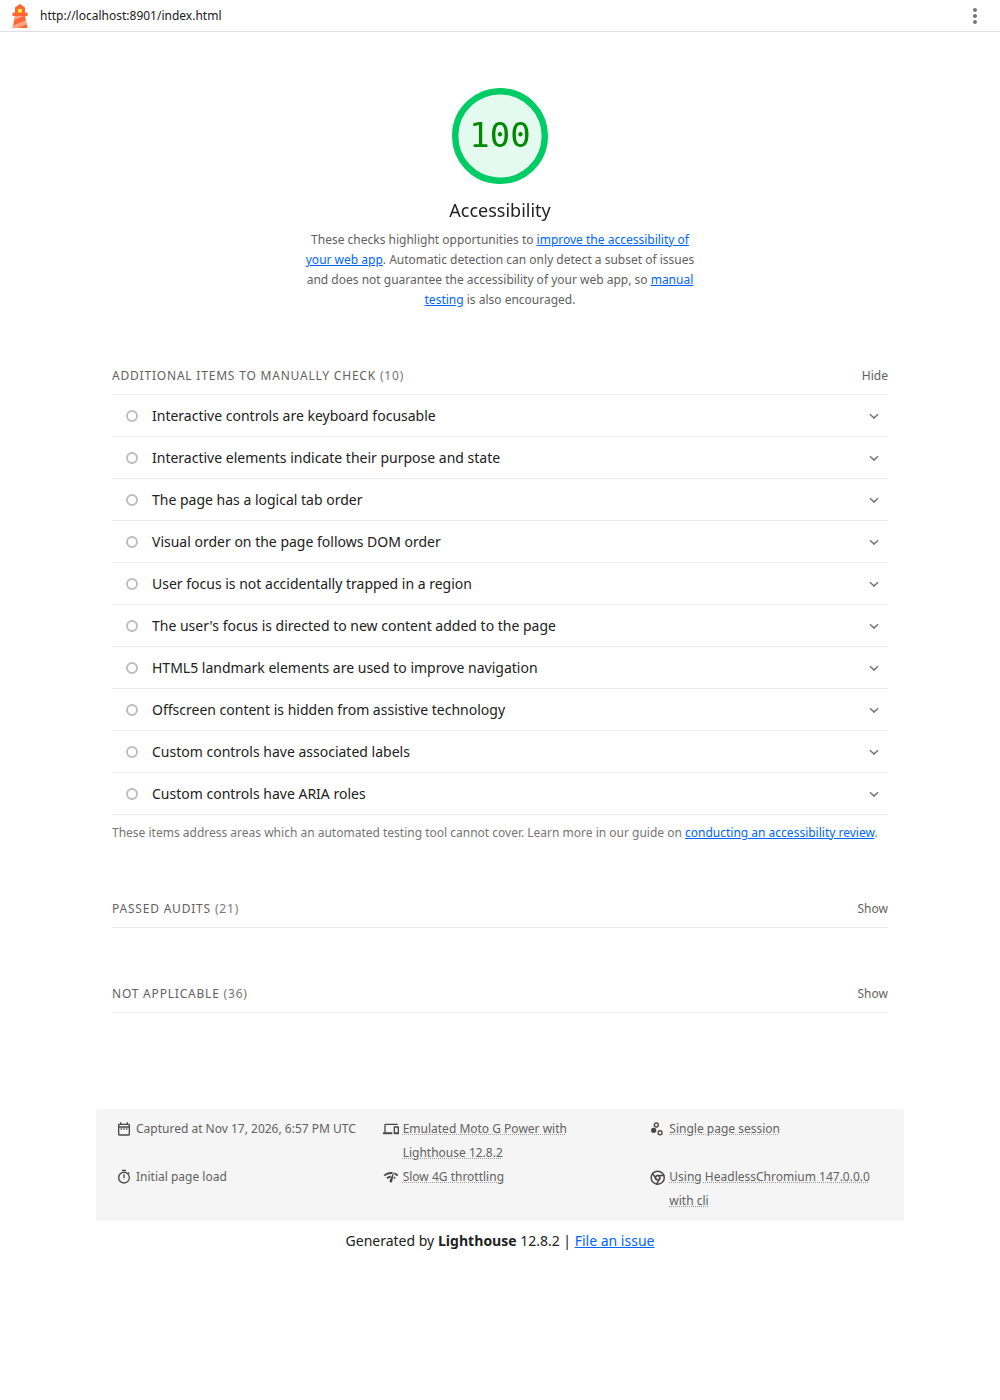 http://localhost:8901/index.html
100
Accessibility
These checks highlight opportunities to improve the accessibility of
your web app. Automatic detection can only detect a subset of issues
and does not guarantee the accessibility of your web app, so manual
testing is also encouraged.
ADDITIONAL ITEMS TO MANUALLY CHECK (10) Hide
Interactive controls are keyboard focusable
Interactive elements indicate their purpose and state
The page has a logical tab order
Visual order on the page follows DOM order
User focus is not accidentally trapped in a region
The user's focus is directed to new content added to the page
HTML5 landmark elements are used to improve navigation
Offscreen content is hidden from assistive technology
Custom controls have associated labels
Custom controls have ARIA roles
These items address areas which an automated testing tool cannot cover. Learn more in our guide on conducting an accessibility review.
PASSED AUDITS (21) Show
NOT APPLICABLE (36) Show
Captured at Nov 17, 2026, 6:57 PM UTC
Emulated Moto G Power with
Lighthouse 12.8.2
Single page session
Initial page load
Slow 4G throttling
Using HeadlessChromium 147.0.0.0
with cli
Generated by Lighthouse 12.8.2 | File an issue